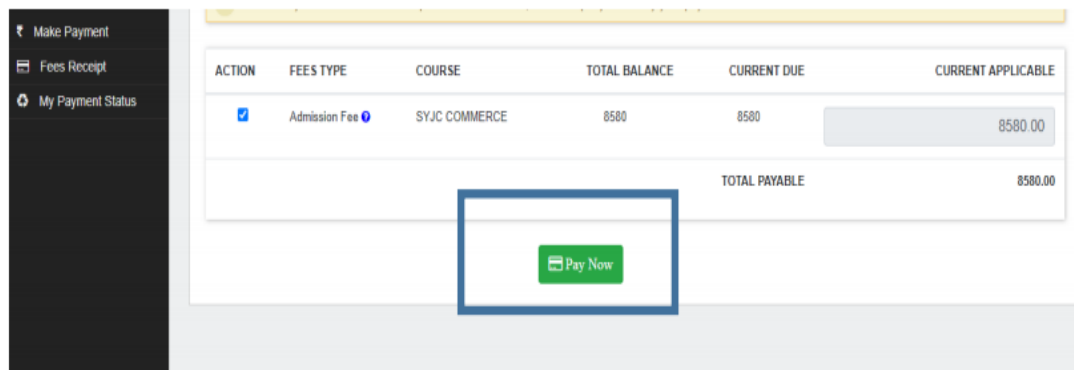 Make Payment
Fees Receipt
My Payment Status
ACTION FEES TYPE COURSE TOTAL BALANCE CURRENT DUE CURRENT APPLICABLE
Admission Fee SYJC COMMERCE 8580 8580 8580.00
TOTAL PAYABLE 8580.00
Pay Now